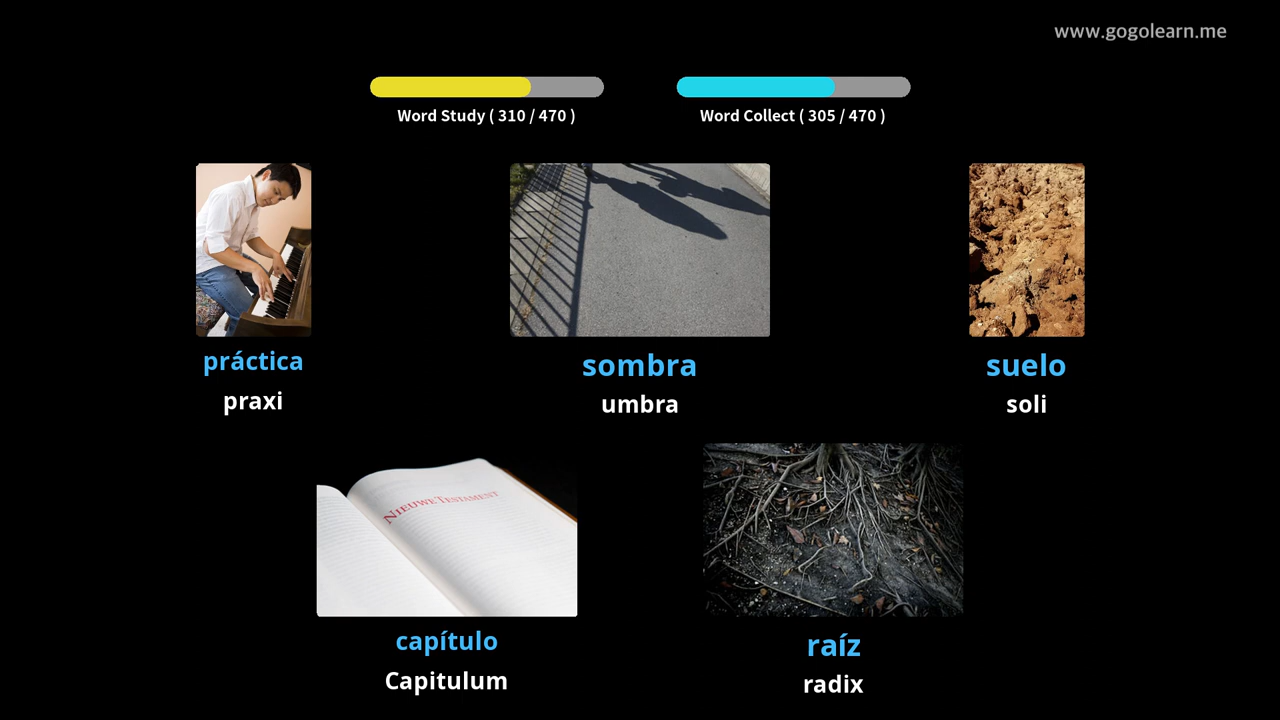 www.gogolearn.me
Word Study ( 310 / 470 )
Word Collect ( 305 / 470 )
práctica
praxi
sombra
umbra
suelo
soli
NIEUWE TESTAMENT
capítulo
Capitulum
raíz
radix